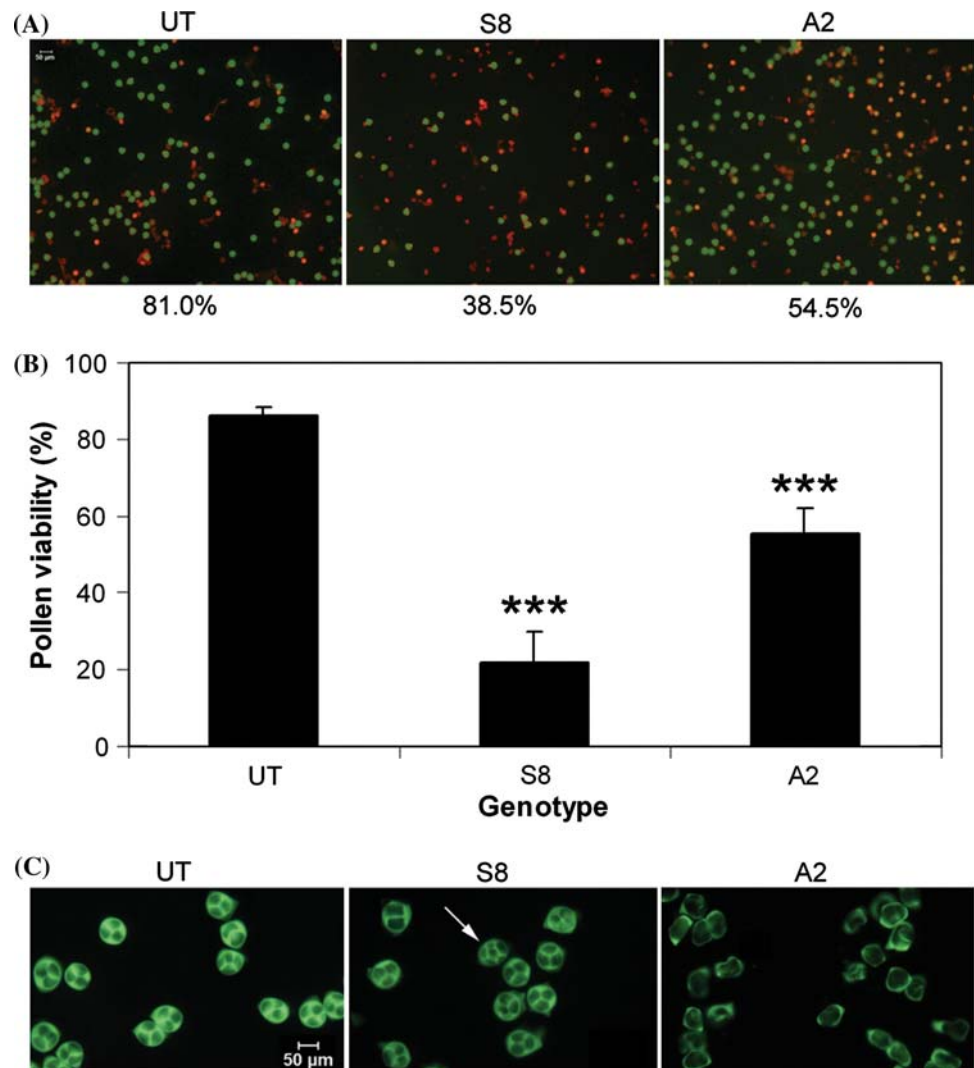 (A) UT S8 A2
50 µm
81.0% 38.5% 54.5%
(B)
100
80
60
40
20
0
Pollen viability (%)
***
***
UT S8 A2
Genotype
(C) UT S8 A2
50 µm